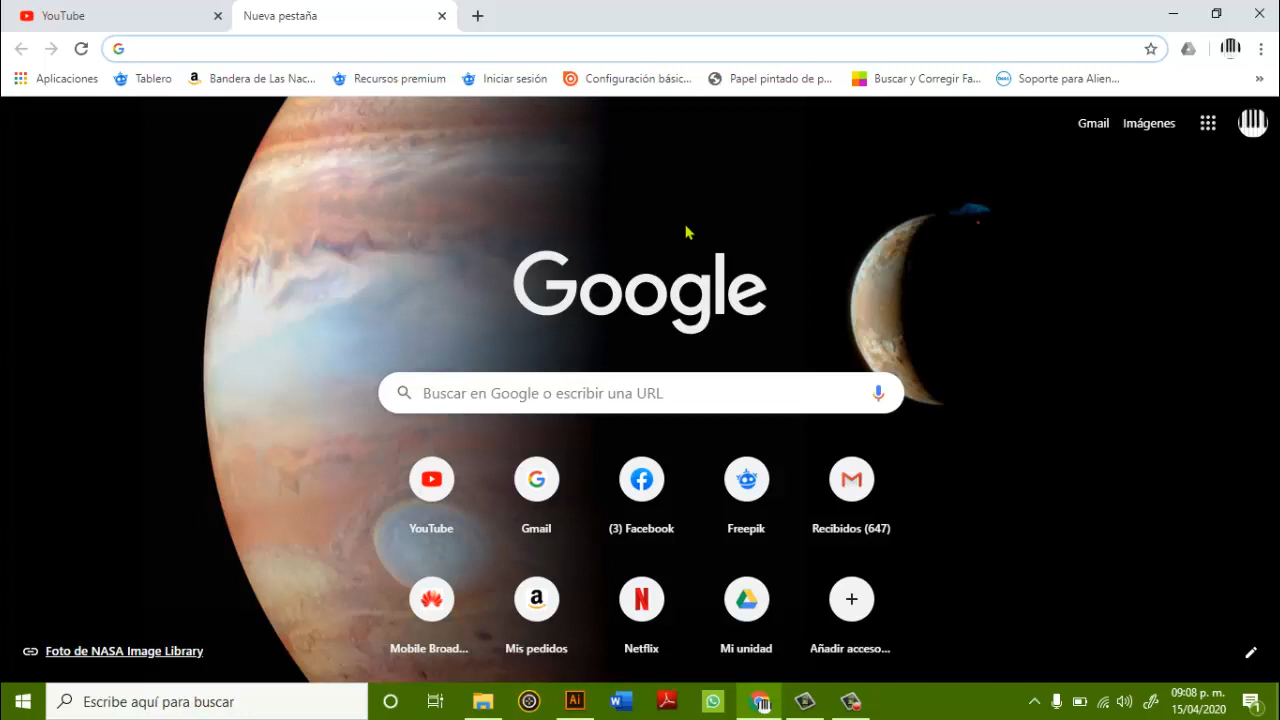 YouTube
Nueva pestaña
Aplicaciones
Tablero
Bandera de Las Nac...
Recursos premium
Iniciar sesión
Configuración básic...
Papel pintado de p...
Buscar y Corregir Fa...
Soporte para Alien...
»
Gmail
Imágenes
Google
Buscar en Google o escribir una URL
YouTube
Gmail
(3) Facebook
Freepik
Recibidos (647)
Mobile Broad...
Mis pedidos
Netflix
Mi unidad
Añadir acceso...
Foto de NASA Image Library
Escribe aquí para buscar
Ai
09:08 p. m.
15/04/2020
1